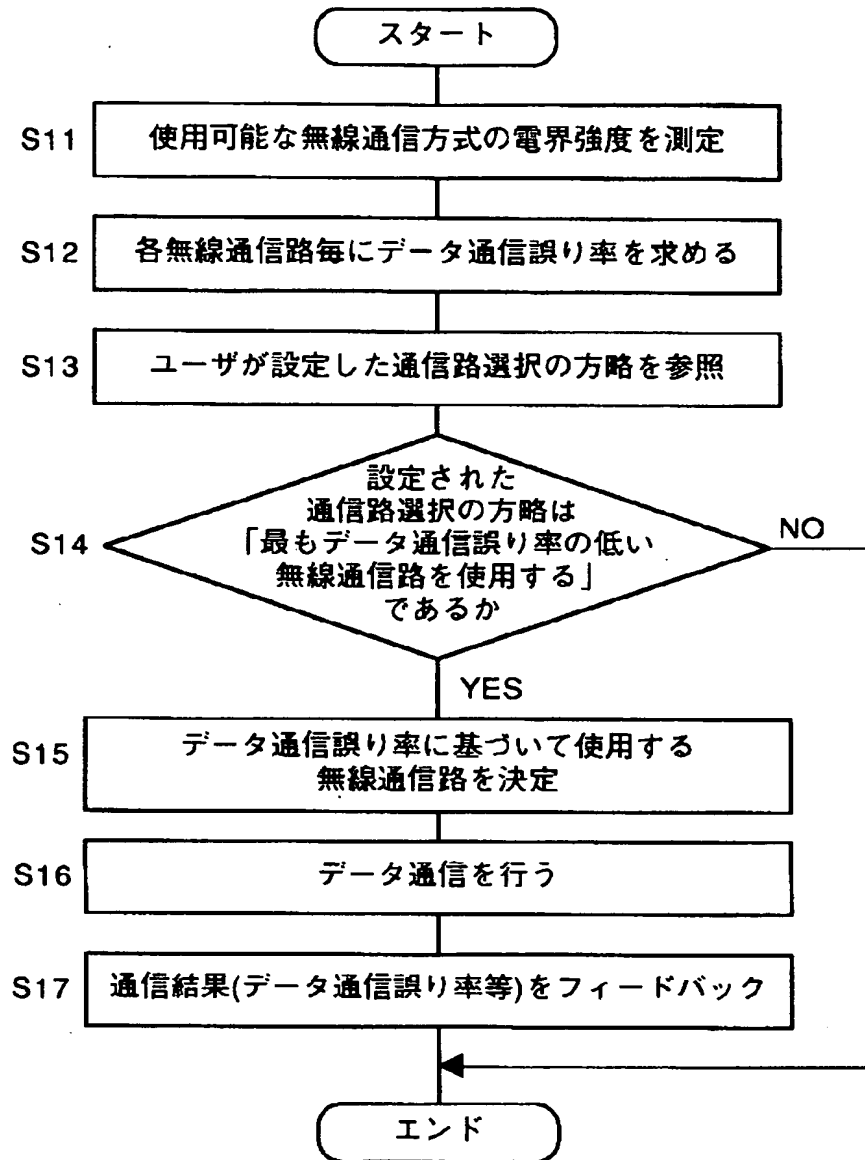 スタート
S11
使用可能な無線通信方式の電界強度を測定
S12
各無線通信路毎にデータ通信誤り率を求める
S13
ユーザが設定した通信路選択の方略を参照
S14
設定された
通信路選択の方略は
「最もデータ通信誤り率の低い
無線通信路を使用する」
であるか
NO
YES
S15
データ通信誤り率に基づいて使用する
無線通信路を決定
S16
データ通信を行う
S17
通信結果(データ通信誤り率等)をフィードバック
エンド